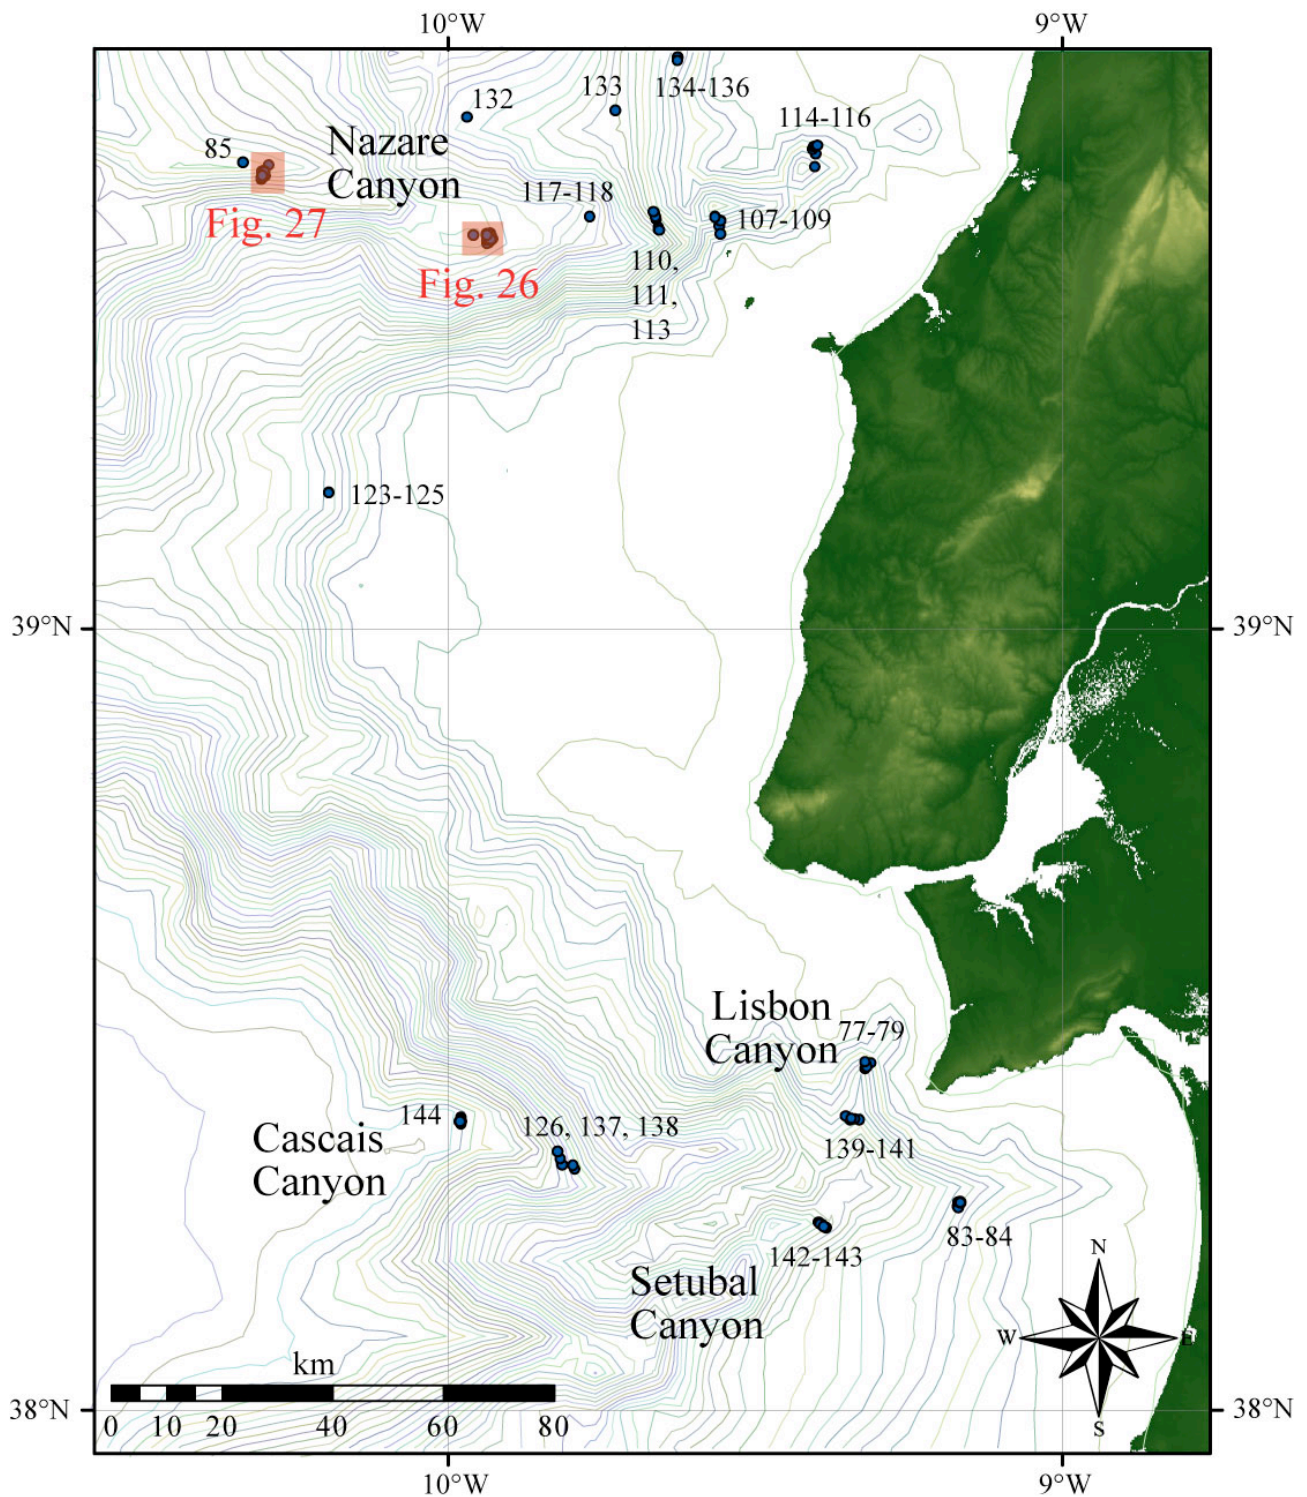 10°W
9°W
134-136
133
132
114-116
85
Nazare
Canyon
117-118
107-109
Fig. 27
110,
111,
113
Fig. 26
123-125
39°N
39°N
Lisbon
Canyon
77-79
144
126, 137, 138
Cascais
Canyon
139-141
83-84
142-143
Setubal
Canyon
N
W
E
S
km
0 10 20 40 60 80
38°N
38°N
10°W
9°W